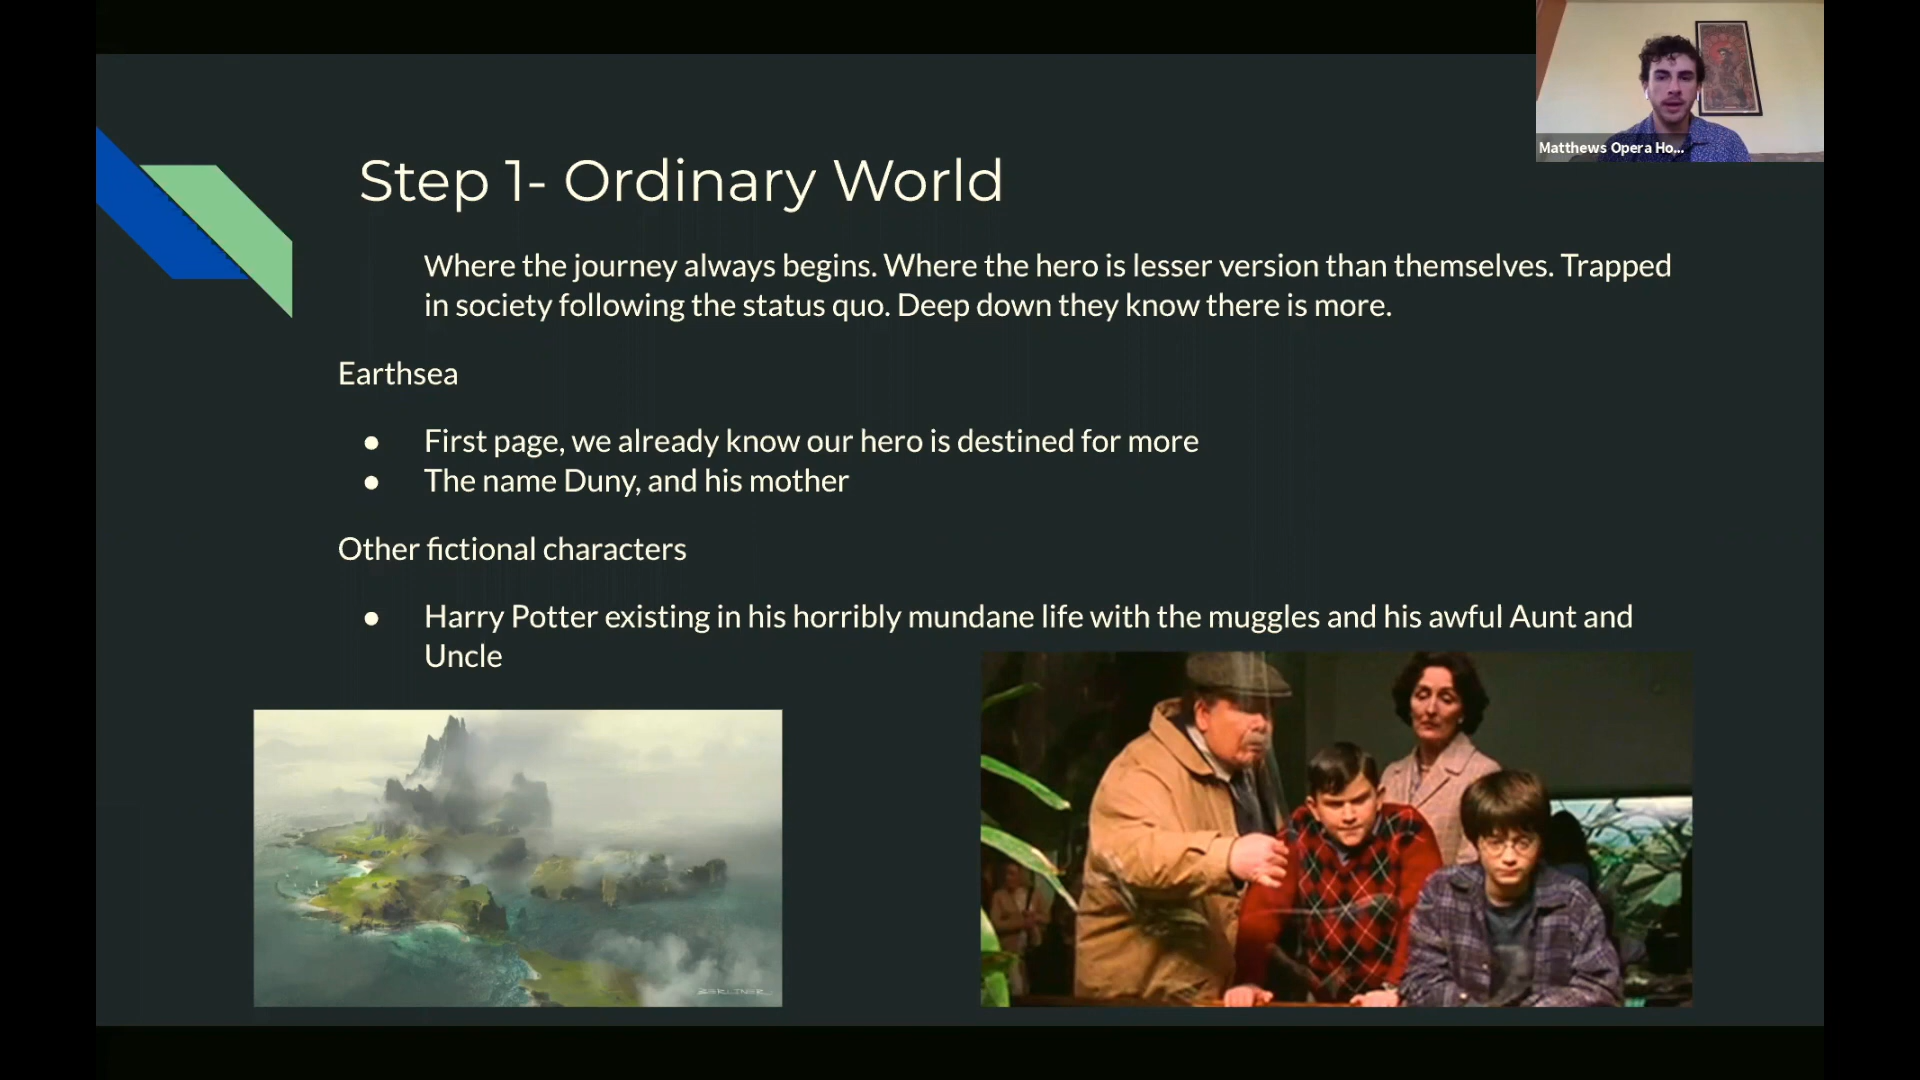 Matthews Opera Ho...
Step 1- Ordinary World
Where the journey always begins. Where the hero is lesser version than themselves. Trapped
in society following the status quo. Deep down they know there is more.
Earthsea
● First page, we already know our hero is destined for more
● The name Duny, and his mother
Other fictional characters
● Harry Potter existing in his horribly mundane life with the muggles and his awful Aunt and
Uncle
BERLINER